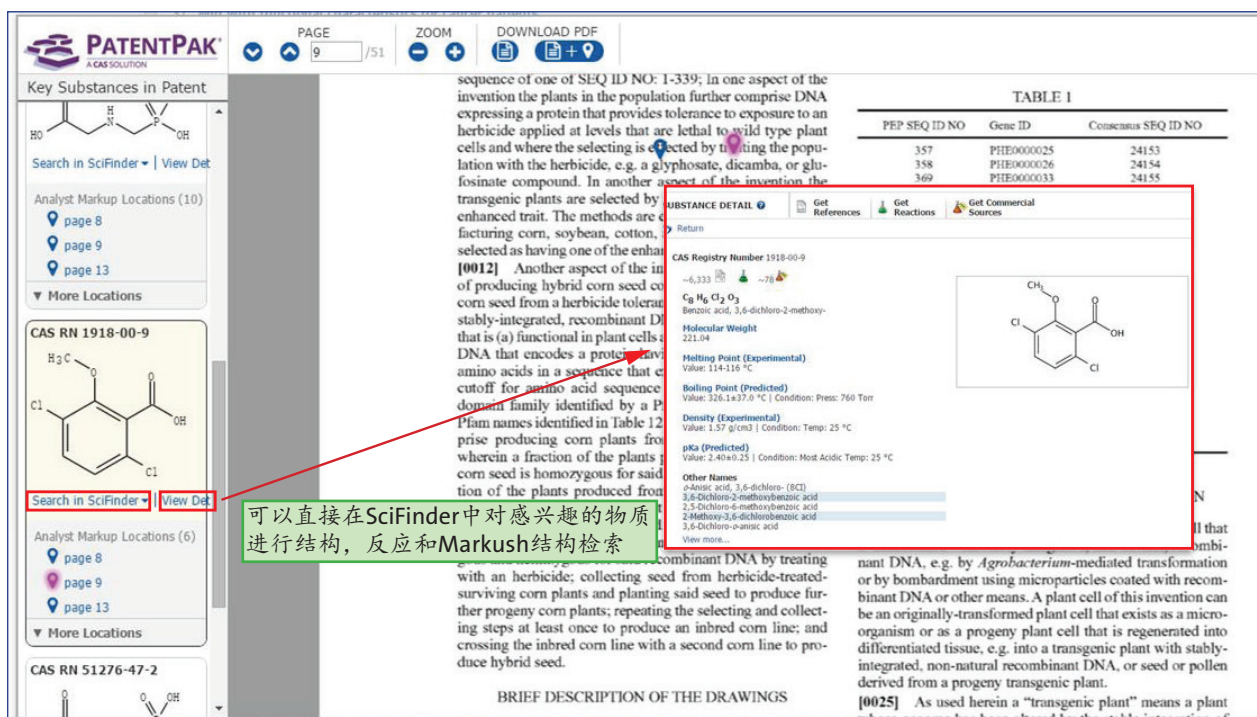 PATENTPAK
A CAS SOLUTION
PAGE
9 /51
ZOOM
DOWNLOAD PDF
Key Substances in Patent
HO
H
N
P
OH
Search in SciFinder | View Det
Analyst Markup Locations (10)
page 8
page 9
page 13
More Locations
CAS RN 1918-00-9
H3C
O
O
Cl
OH
Cl
Search in SciFinder | View Det
Analyst Markup Locations (6)
page 8
page 9
page 13
More Locations
CAS RN 51276-47-2
O
O
OH
sequence of one of SEQ ID NO: 1-339; In one aspect of the
invention the plants in the population further comprise DNA
expressing a protein that provides tolerance to exposure to an
herbicide applied at levels that are lethal to wild type plant
cells and where the selecting is effected by treating the popu-
lation with the herbicide, e.g. a glyphosate, dicamba, or glu-
fosinate compound. In another aspect of the invention the
transgenic plants are selected by
enhanced trait. The methods are
facturing corn, soybean, cotton,
selected as having one of the enha
[0012] Another aspect of the in
of producing hybrid corn seed co
corn seed from a herbicide toleran
stably-integrated, recombinant D
that is (a) functional in plant cells a
DNA that encodes a protein havi
amino acids in a sequence that e
cutoff for amino acid sequence
domain family identified by a P
Pfam names identified in Table 12
prise producing corn plants fro
wherein a fraction of the plants p
corn seed is homozygous for said
tion of the plants produced from
可以直接在SciFinder中对感兴趣的物质
进行结构，反应和Markush结构检索
recombinant DNA by treating
with an herbicide; collecting seed from herbicide-treated-
surviving corn plants and planting said seed to produce fur-
ther progeny corn plants; repeating the selecting and collect-
ing steps at least once to produce an inbred corn line; and
crossing the inbred corn line with a second corn line to pro-
duce hybrid seed.
BRIEF DESCRIPTION OF THE DRAWINGS
TABLE 1
PEP SEQ ID NO Gene ID Consensus SEQ ID NO
357 PHE0000025 24153
358 PHE0000026 24154
369 PHE0000033 24155
UBSTANCE DETAIL
Get References
Get Reactions
Get Commercial Sources
Return
CAS Registry Number 1918-00-9
~6,333 ~78
C8 H6 Cl2 O3
Benzoic acid, 3,6-dichloro-2-methoxy-
Molecular Weight
221.04
Melting Point (Experimental)
Value: 114-116 °C
Boiling Point (Predicted)
Value: 326.1±37.0 °C | Condition: Press: 760 Torr
Density (Experimental)
Value: 1.57 g/cm3 | Condition: Temp: 25 °C
pKa (Predicted)
Value: 2.40±0.25 | Condition: Most Acidic Temp: 25 °C
Other Names
o-Anisic acid, 3,6-dichloro- (8CI)
3,6-Dichloro-2-methoxybenzoic acid
2,5-Dichloro-6-methoxybenzoic acid
2-Methoxy-3,6-dichlorobenzoic acid
3,6-Dichloro-o-anisic acid
View more...
CH3
O
O
Cl
OH
Cl
N
ll that
ombi-
nant DNA, e.g. by Agrobacterium-mediated transformation
or by bombardment using microparticles coated with recom-
binant DNA or other means. A plant cell of this invention can
be an originally-transformed plant cell that exists as a micro-
organism or as a progeny plant cell that is regenerated into
differentiated tissue, e.g. into a transgenic plant with stably-
integrated, non-natural recombinant DNA, or seed or pollen
derived from a progeny transgenic plant.
[0025] As used herein a “transgenic plant” means a plant